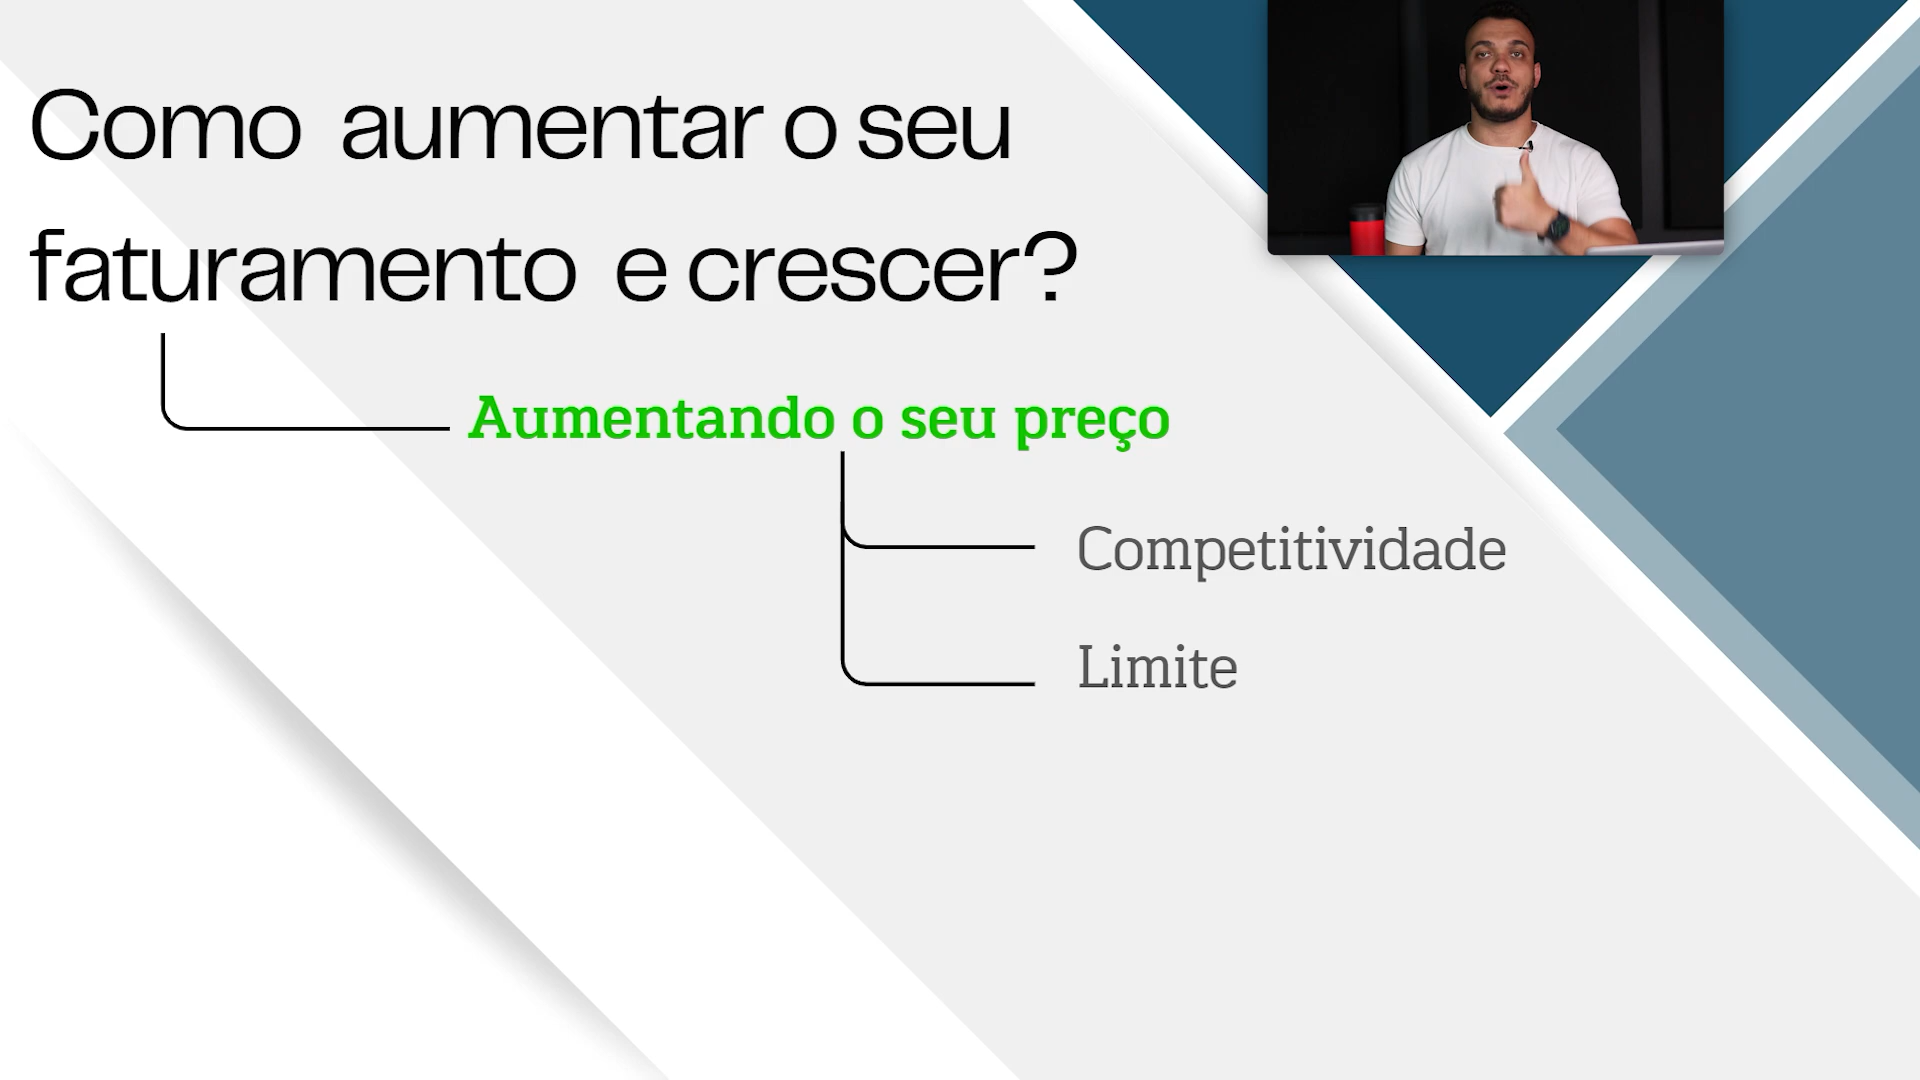 Como aumentar o seu
faturamento e crescer?
Aumentando o seu preço
Competitividade
Limite